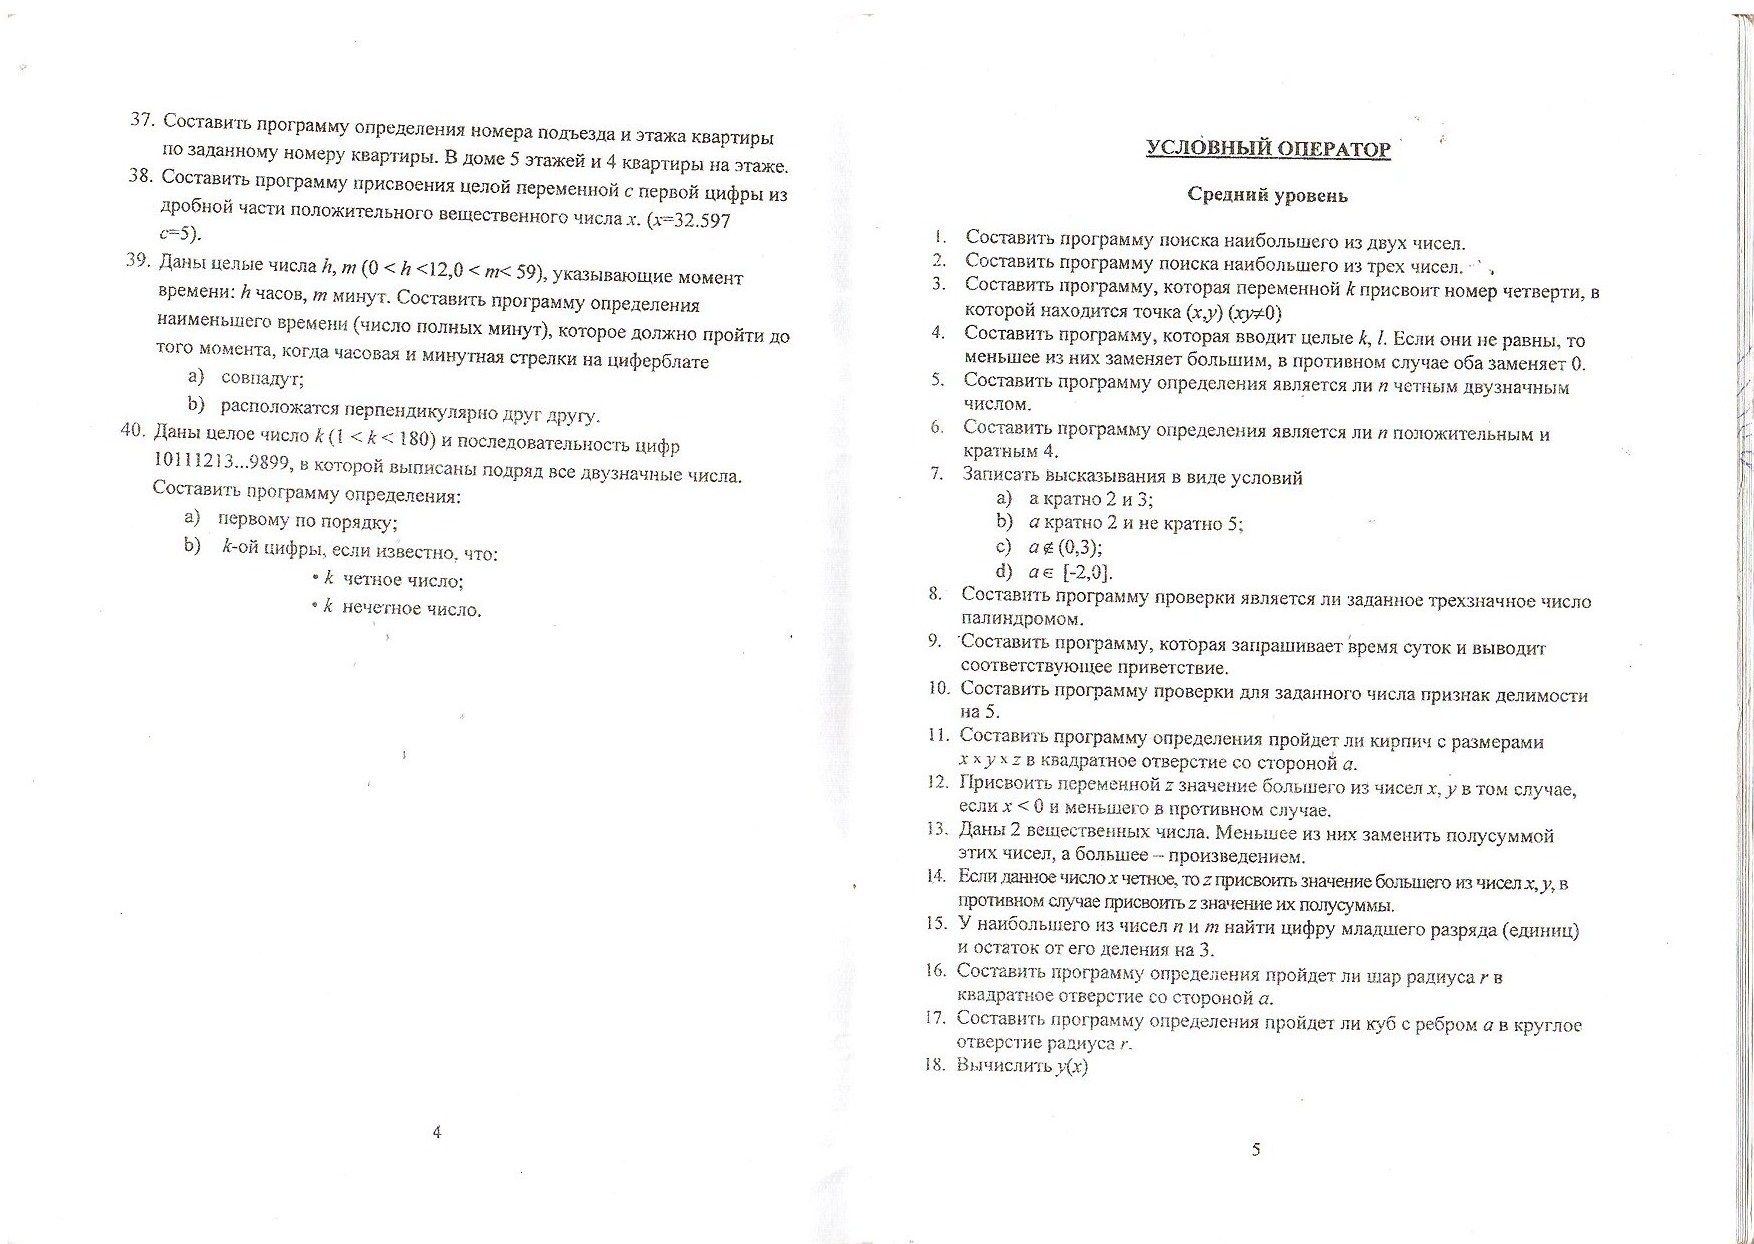 37. Составить программу определения номера подъезда и этажа квартиры
по заданному номеру квартиры. В доме 5 этажей и 4 квартиры на этаже.
38. Составить программу присвоения целой переменной c первой цифры из
дробной части положительного вещественного числа x. (x=32.597
c=5).
39. Даны целые числа h, m (0 < h <12,0 < m< 59), указывающие момент
времени: h часов, m минут. Составить программу определения
наименьшего времени (число полных минут), которое должно пройти до
того момента, когда часовая и минутная стрелки на циферблате
a) совпадут;
b) расположатся перпендикулярно друг другу.
40. Даны целое число k (1 < k < 180) и последовательность цифр
10111213...9899, в которой выписаны подряд все двузначные числа.
Составить программу определения:
a) первому по порядку;
b) k-ой цифры, если известно, что:
• k четное число;
• k нечетное число.
4
УСЛОВНЫЙ ОПЕРАТОР
Средний уровень
1. Составить программу поиска наибольшего из двух чисел.
2. Составить программу поиска наибольшего из трех чисел.
3. Составить программу, которая переменной k присвоит номер четверти, в
которой находится точка (x,y) (xy≠0)
4. Составить программу, которая вводит целые k, l. Если они не равны, то
меньшее из них заменяет большим, в противном случае оба заменяет 0.
5. Составить программу определения является ли n четным двузначным
числом.
6. Составить программу определения является ли n положительным и
кратным 4.
7. Записать высказывания в виде условий
a) a кратно 2 и 3;
b) a кратно 2 и не кратно 5;
c) a∉(0,3);
d) a∈ [-2,0].
8. Составить программу проверки является ли заданное трехзначное число
палиндромом.
9. Составить программу, которая запрашивает время суток и выводит
соответствующее приветствие.
10. Составить программу проверки для заданного числа признак делимости
на 5.
11. Составить программу определения пройдет ли кирпич с размерами
x × y × z в квадратное отверстие со стороной a.
12. Присвоить переменной z значение большего из чисел x, y в том случае,
если x < 0 и меньшего в противном случае.
13. Даны 2 вещественных числа. Меньшее из них заменить полусуммой
этих чисел, а большее – произведением.
14. Если данное число x четное, то z присвоить значение большего из чисел x, y, в
противном случае присвоить z значение их полусуммы.
15. У наибольшего из чисел n и m найти цифру младшего разряда (единиц)
и остаток от его деления на 3.
16. Составить программу определения пройдет ли шар радиуса r в
квадратное отверстие со стороной a.
17. Составить программу определения пройдет ли куб с ребром a в круглое
отверстие радиуса r.
18. Вычислить y(x)
5